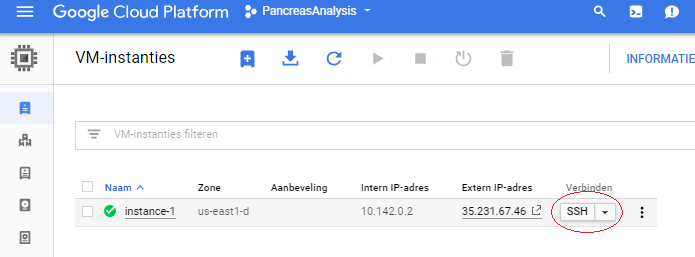 Google Cloud Platform PancreasAnalysis
VM-instanties INFORMATIE
VM-instanties filteren
Naam Zone Aanbeveling Intern IP-adres Extern IP-adres Verbinden
instance-1 us-east1-d 10.142.0.2 35.231.67.46 SSH